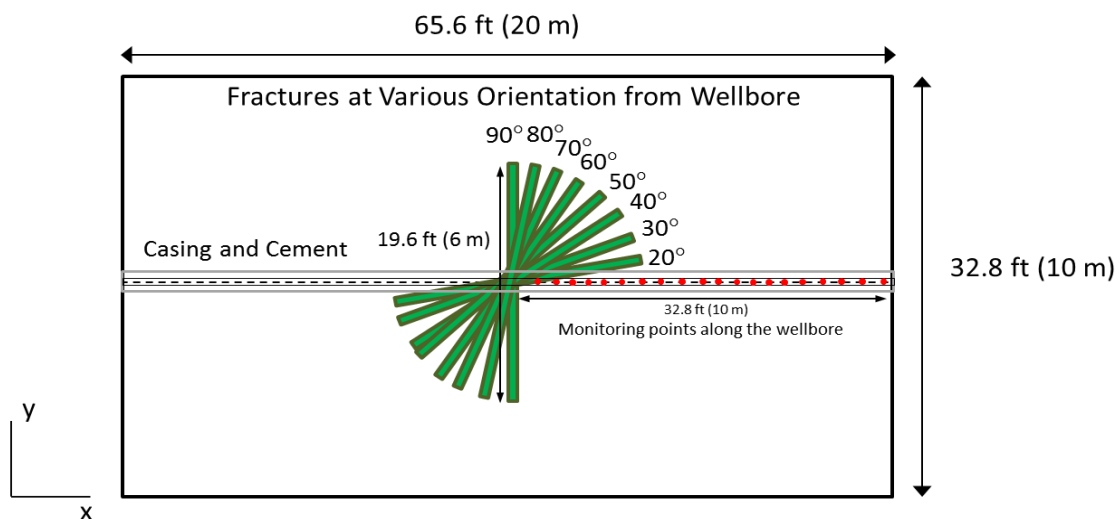 65.6 ft (20 m)
Fractures at Various Orientation from Wellbore
90° 80°
70°
60°
50°
40°
30°
20°
19.6 ft (6 m)
Casing and Cement
32.8 ft (10 m)
32.8 ft (10 m)
Monitoring points along the wellbore
y
x